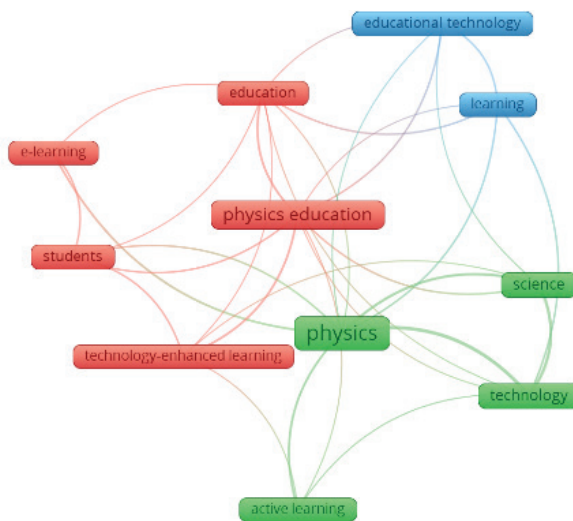 educational technology
education
learning
e-learning
physics education
students
science
physics
technology-enhanced learning
technology
active learning